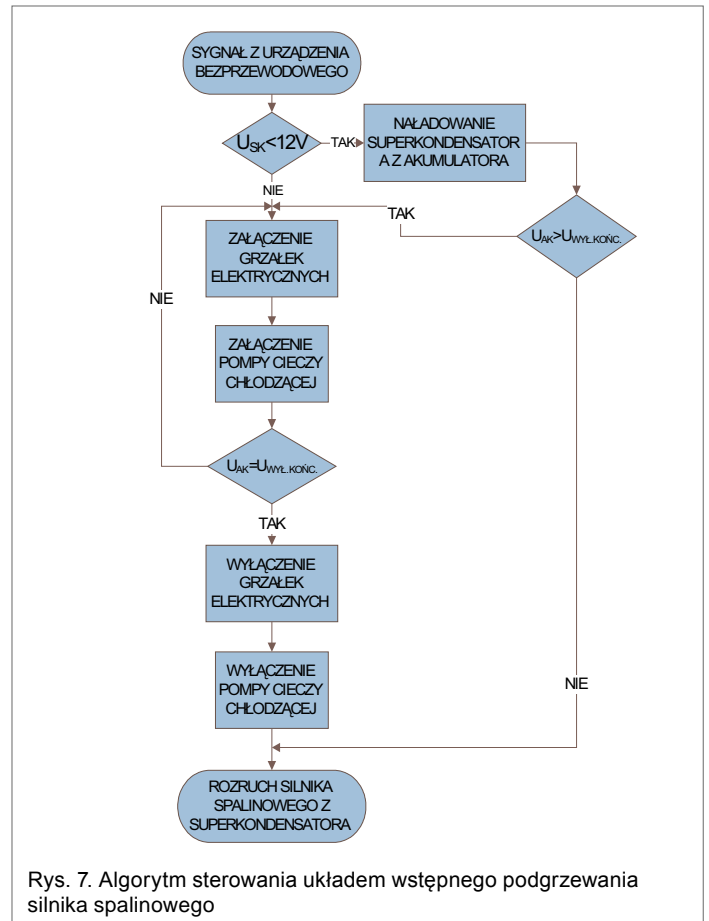 SYGNAŁ Z URZĄDZENIA
BEZPRZEWODOWEGO
USK<12V
TAK
NAŁADOWANIE
SUPERKONDENSATOR
A Z AKUMULATORA
NIE
TAK
UAK>UWYŁ.KOŃC.
ZAŁĄCZENIE
GRZAŁEK
ELEKTRYCZNYCH
NIE
ZAŁĄCZENIE
POMPY CIECZY
CHŁODZĄCEJ
UAK=UWYŁ.KOŃC.
TAK
WYŁĄCZENIE
GRZAŁEK
ELEKTRYCZNYCH
WYŁĄCZENIE
POMPY CIECZY
CHŁODZĄCEJ
NIE
ROZRUCH SILNIKA
SPALINOWEGO Z
SUPERKONDENSATORA
Rys. 7. Algorytm sterowania układem wstępnego podgrzewania
silnika spalinowego